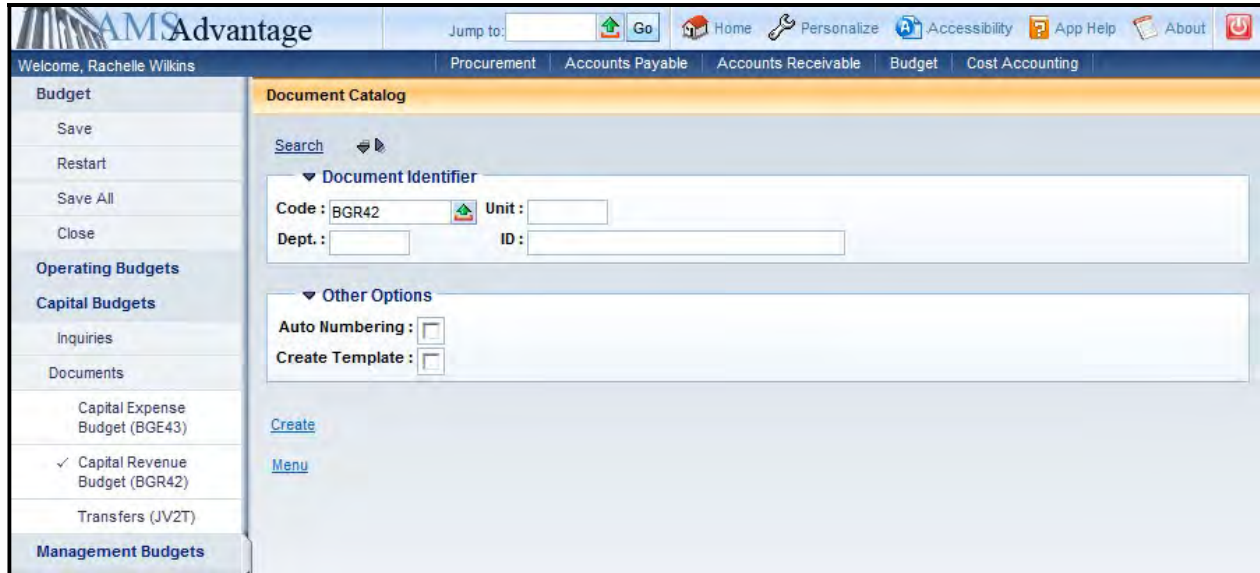 AMSAdvantage
Jump to: Go Home Personalize Accessibility App Help About
Welcome, Rachelle Wilkins Procurement Accounts Payable Accounts Receivable Budget Cost Accounting
Budget
Save
Restart
Save All
Close
Operating Budgets
Capital Budgets
Inquiries
Documents
Capital Expense
Budget (BGE43)
✓ Capital Revenue
Budget (BGR42)
Transfers (JV2T)
Management Budgets
Document Catalog
Search
Document Identifier
Code : BGR42 Unit :
Dept. : ID :
Other Options
Auto Numbering :
Create Template :
Create
Menu